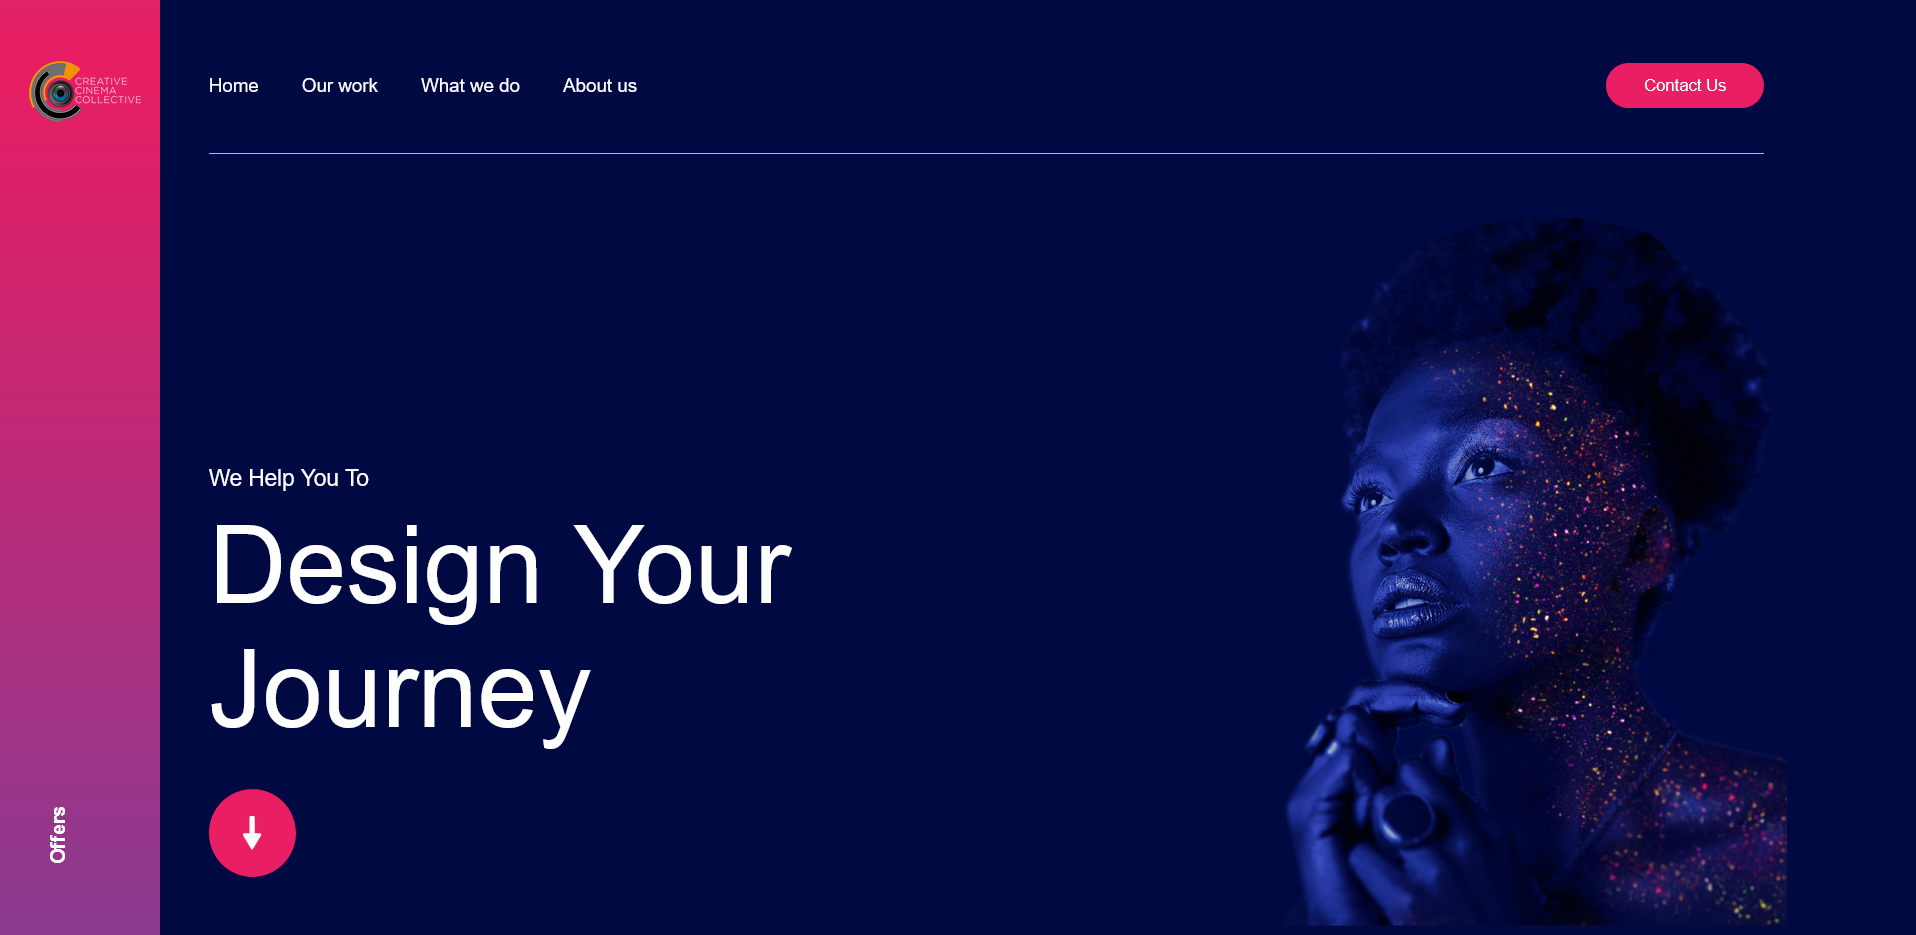 CREATIVE
CINEMA
COLLECTIVE
Home
Our work
What we do
About us
Contact Us
We Help You To
Design Your
Journey
Offers